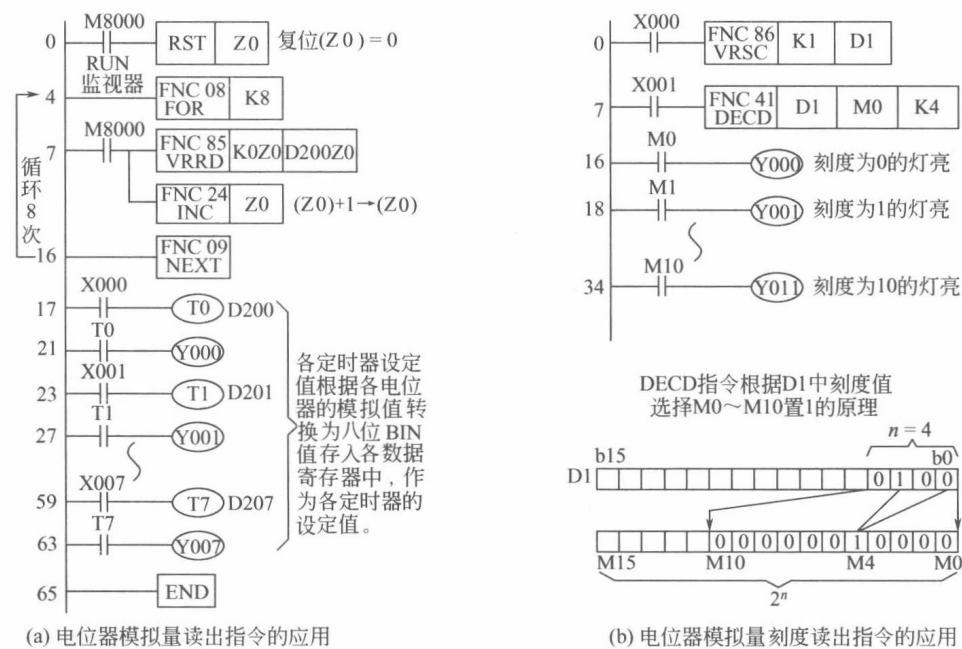 M8000
0 RST Z0 复位(Z0) = 0
RUN
监视器
4 FNC 08 FOR K8
M8000
7 FNC 85 VRRD K0Z0 D200Z0
FNC 24 INC Z0 (Z0)+1→(Z0)
循环8次
16 FNC 09 NEXT
X000
17 T0 D200
T0
21 Y000
X001
23 T1 D201
T1
27 Y001
X007
59 T7 D207
T7
63 Y007
65 END
各定时器设定
值根据各电位
器的模拟值转
换为八位BIN
值存入各数据
寄存器中，作
为各定时器的
设定值。
(a) 电位器模拟量读出指令的应用
X000
0 FNC 86 VRSC K1 D1
X001
7 FNC 41 DECD D1 M0 K4
M0
16 Y000 刻度为0的灯亮
M1
18 Y001 刻度为1的灯亮
M10
34 Y011 刻度为10的灯亮
DECD指令根据D1中刻度值
选择M0～M10置1的原理
n = 4
b15 b0
D1 0 1 0 0
0 0 0 0 0 0 1 0 0 0 0
M15 M10 M4 M0
2ⁿ
(b) 电位器模拟量刻度读出指令的应用